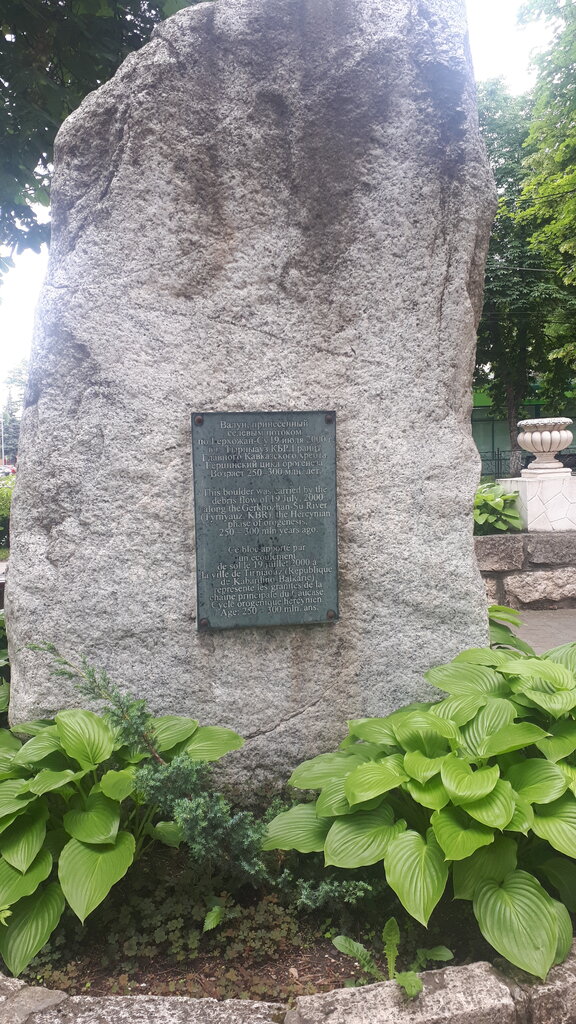 Валун, принесенный
селевым потоком
по Герхожан-Су 19 июля 2000 г.
в г. Тырныауз КБР. Гранит
Главного Кавказского хребта
Герцинский цикл орогенеза.
Возраст 250-300 млн. лет.
This boulder was carried by the
debris flow of 19 July, 2000
along the Gerkhozhan-Su River
(Tyrnyauz, KBR), the Hercynian
phase of orogenesis,
250 – 300 mln years ago.
Ce bloc apporté par
un écoulement
de sol le 19 juillet 2000 à
la ville de Tirniaouz (République
de Kabardino-Balkarie)
représente les granites de la
chaîne principale du Caucase
Cycle orogénique hercynien.
Age: 250 - 300 mln. ans.